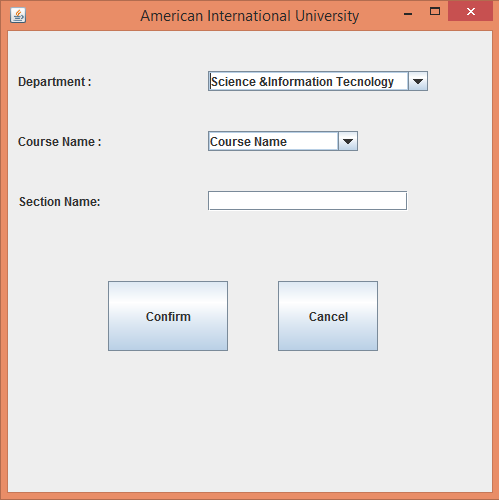 American International University
Department :
Science &Information Tecnology
Course Name :
Course Name
Section Name:
Confirm
Cancel